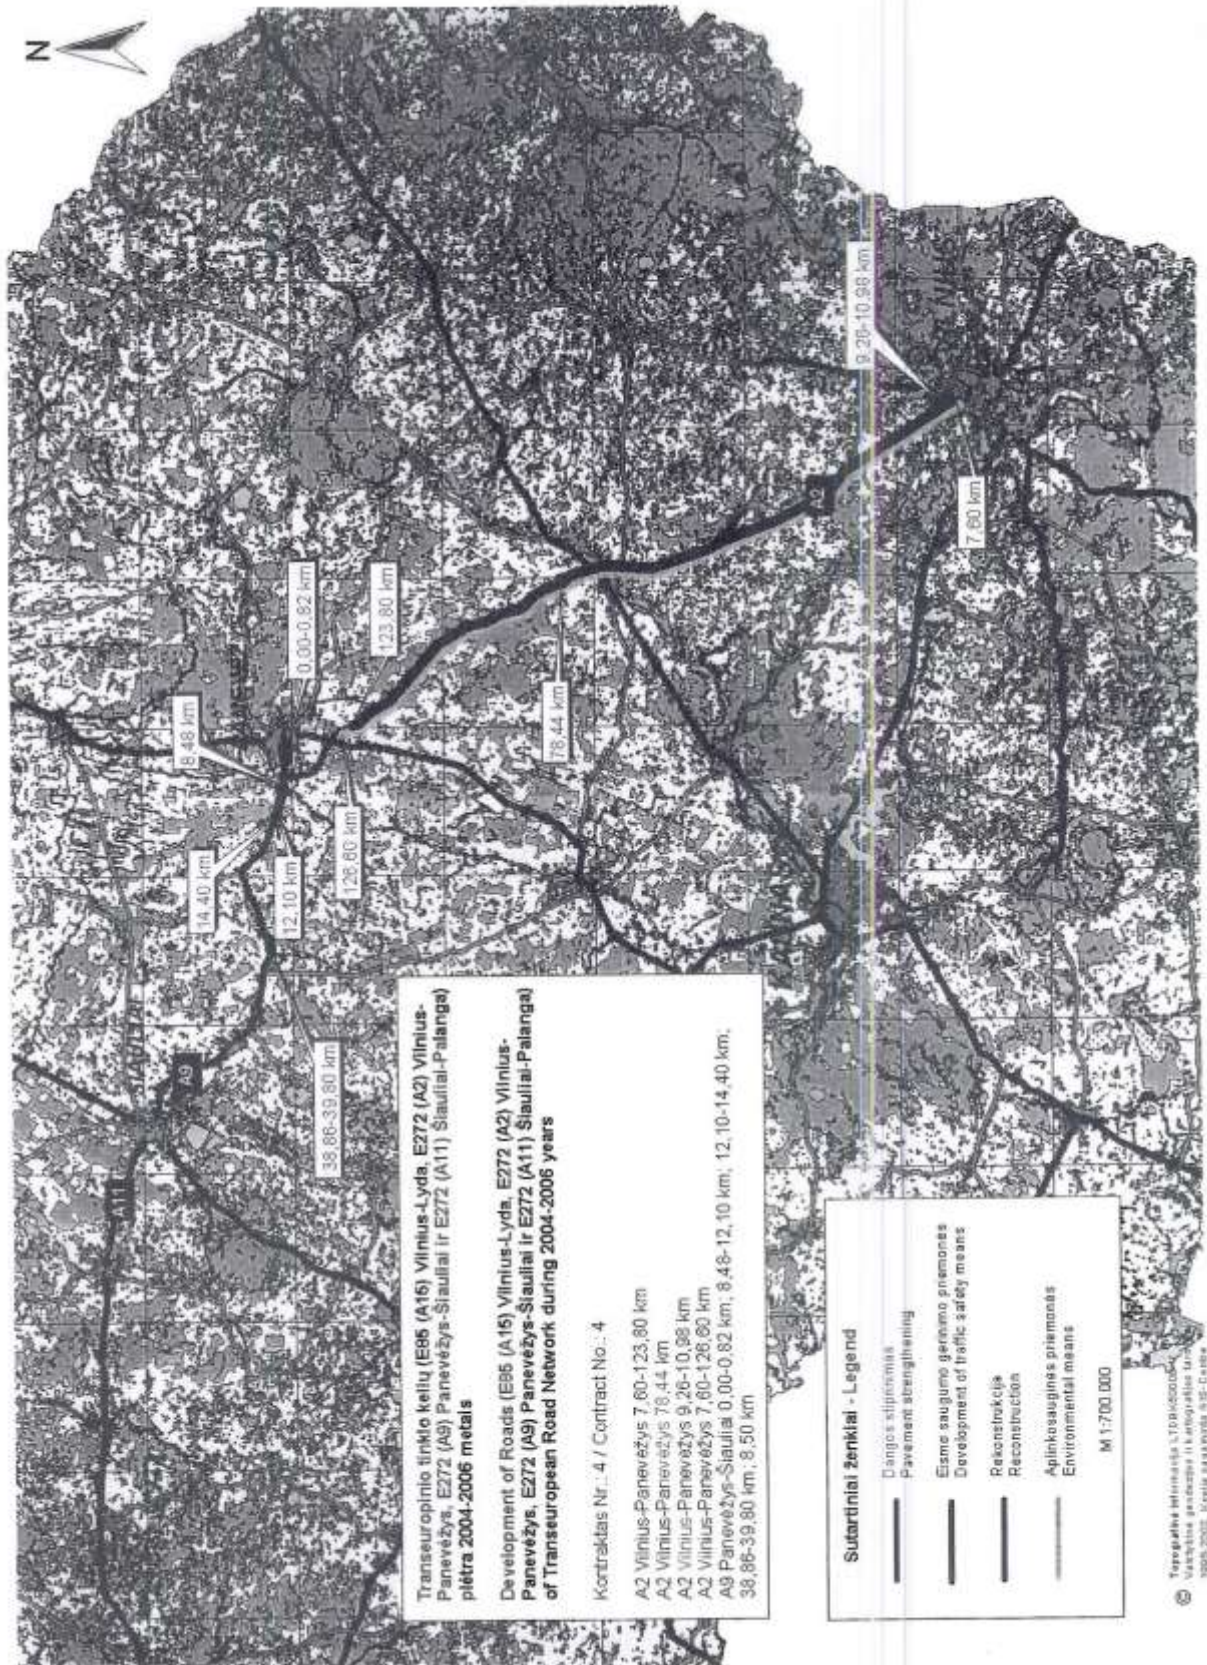 N
A11
A9
ŠIAULIAI
8.48 km
14.40 km
12.10 km
0.00-0.82 km
123.80 km
126.60 km
38.86-39.80 km
78.44 km
A2
9.26-10.98 km
7.60 km
Transeuropinio tinklo kelių (E85 (A15) Vilnius-Lyda, E272 (A2) Vilnius-
Panevėžys, E272 (A9) Panevėžys-Šiauliai ir E272 (A11) Šiauliai-Palanga)
plėtra 2004-2006 metais
Development of Roads (E85 (A15) Vilnius-Lyda, E272 (A2) Vilnius-
Panevėžys, E272 (A9) Panevėžys-Šiauliai ir E272 (A11) Šiauliai-Palanga)
of Transeuropean Road Network during 2004-2006 years
Kontraktas Nr.: 4 / Contract No.: 4
A2 Vilnius-Panevėžys 7,60-123,80 km
A2 Vilnius-Panevėžys 78,44 km
A2 Vilnius-Panevėžys 9,26-10,98 km
A2 Vilnius-Panevėžys 7,60-126,60 km
A9 Panevėžys-Šiauliai 0,00-0,82 km; 8,48-12,10 km; 12,10-14,40 km;
38,86-39,80 km; 8,50 km
Sutartiniai ženklai - Legend
Dangos stiprinimas
Pavement strengthening
Eismo saugumo gerinimo priemonės
Development of traffic safety means
Rekonstrukcija
Reconstruction
Aplinkosauginės priemonės
Environmental means
M 1:700 000
© Topografinė informacija